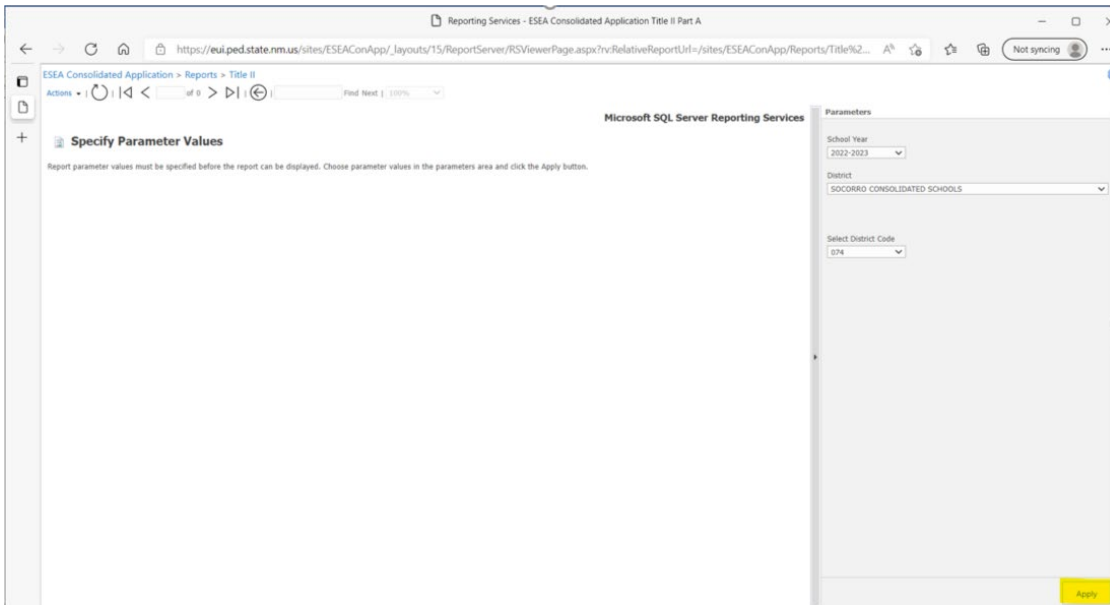 Reporting Services - ESEA Consolidated Application Title II Part A
https://eui.ped.state.nm.us/sites/ESEAConApp/_layouts/15/ReportServer/RSViewerPage.aspx?rv:RelativeReportUrl=/sites/ESEAConApp/Reports/Title%2...
Not syncing
ESEA Consolidated Application > Reports > Title II
Actions of 0 Find Next 100%
Microsoft SQL Server Reporting Services
Specify Parameter Values
Report parameter values must be specified before the report can be displayed. Choose parameter values in the parameters area and click the Apply button.
Parameters
School Year
2022-2023
District
SOCORRO CONSOLIDATED SCHOOLS
Select District Code
074
Apply